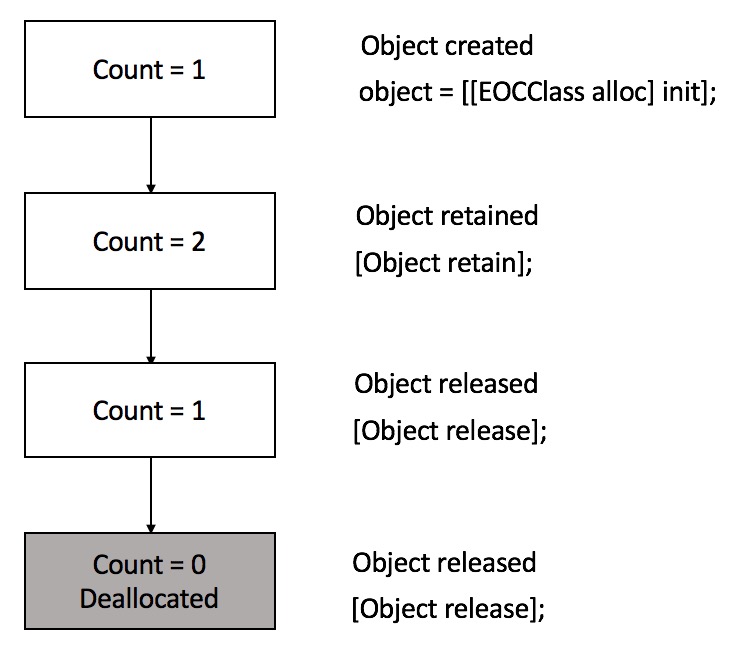 Count = 1
Object created
object = [[EOCClass alloc] init];
Count = 2
Object retained
[Object retain];
Count = 1
Object released
[Object release];
Count = 0
Deallocated
Object released
[Object release];